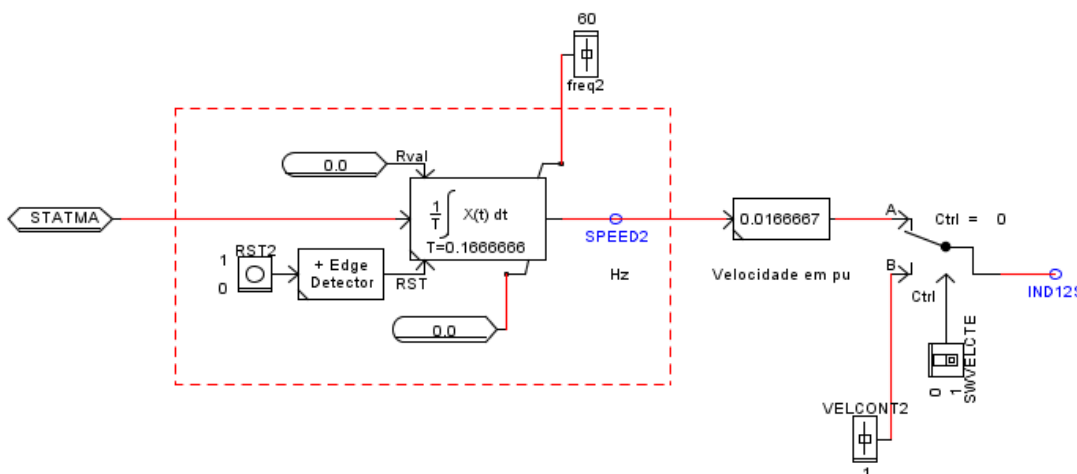 60
freq2
0.0
Rval
STATMA
1
T
X(t) dt
T=0.1666666
RST2
1
0
+ Edge
Detector
RST
0.0
SPEED2
Hz
0.0166667
Velocidade em pu
A
Ctrl = 0
B
Ctrl
IND12S
0
1
SWVELCTE
VELCONT2
1